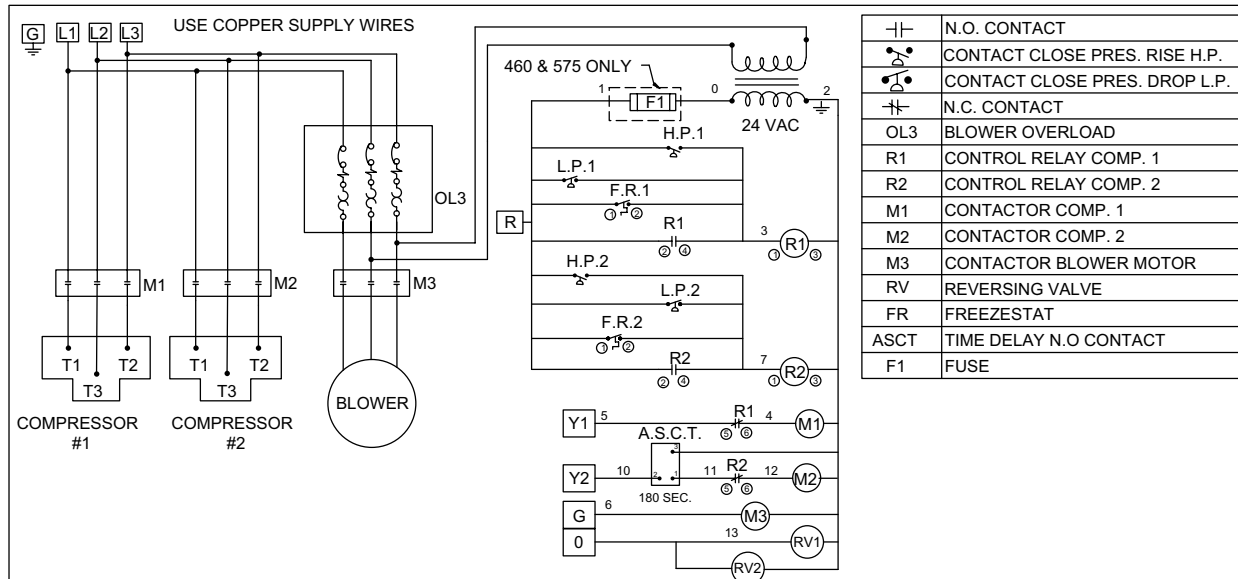 G L1 L2 L3 USE COPPER SUPPLY WIRES
460 & 575 ONLY
1 F1 0 2
24 VAC
OL3
H.P.1
L.P.1
F.R.1
1 2
R
R1
2 4
3
1 R1 3
H.P.2
L.P.2
F.R.2
1 2
R2
2 4
7
1 R2 3
M1 M2 M3
T1 T2 T3
T1 T2 T3
COMPRESSOR
#1
COMPRESSOR
#2
BLOWER
Y1 5 R1 4 M1
5 6
A.S.C.T.
3
Y2 10 2 1 11 R2 12 M2
5 6
180 SEC.
G 6 M3
0 13 RV1
RV2
N.O. CONTACT
CONTACT CLOSE PRES. RISE H.P.
CONTACT CLOSE PRES. DROP L.P.
N.C. CONTACT
OL3 BLOWER OVERLOAD
R1 CONTROL RELAY COMP. 1
R2 CONTROL RELAY COMP. 2
M1 CONTACTOR COMP. 1
M2 CONTACTOR COMP. 2
M3 CONTACTOR BLOWER MOTOR
RV REVERSING VALVE
FR FREEZESTAT
ASCT TIME DELAY N.O CONTACT
F1 FUSE